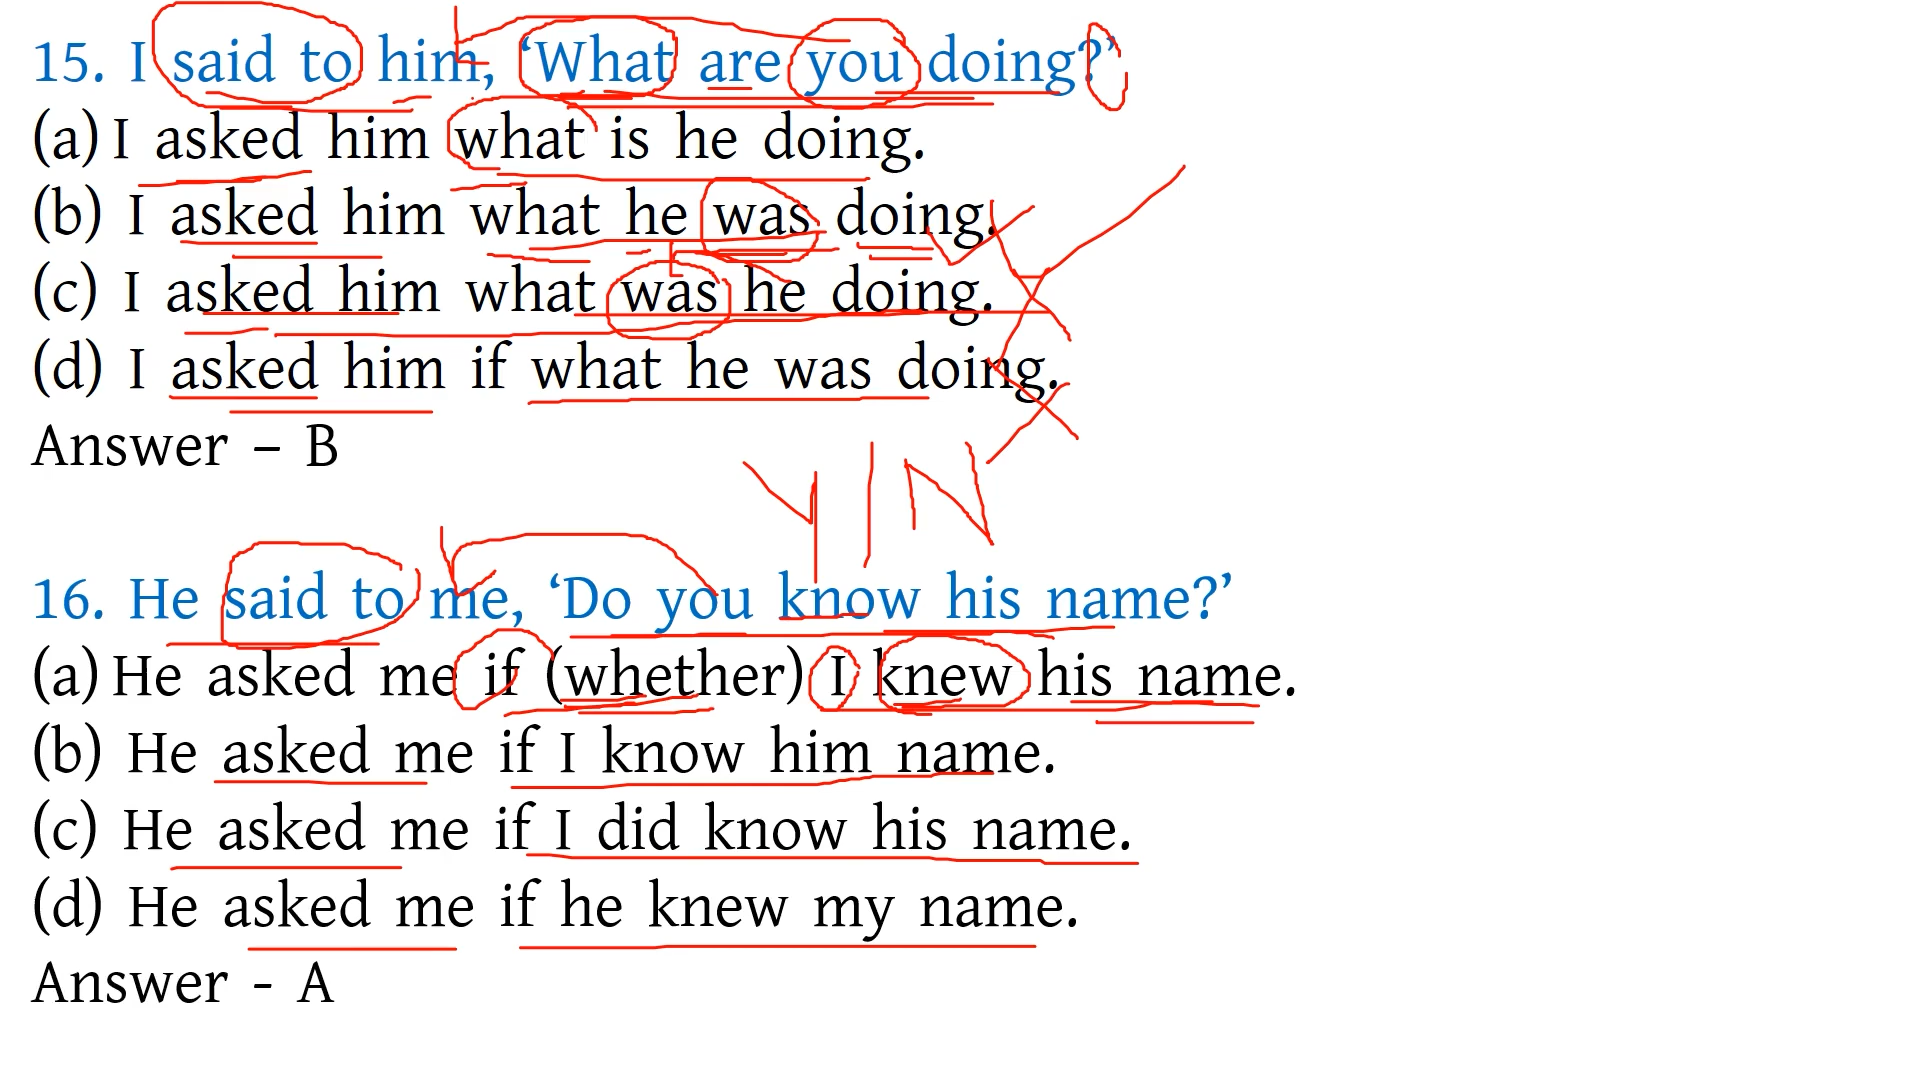 15. I said to him, ‘What are you doing?’
(a) I asked him what is he doing.
(b) I asked him what he was doing.
(c) I asked him what was he doing.
(d) I asked him if what he was doing.
Answer – B
Y/N
16. He said to me, ‘Do you know his name?’
(a) He asked me if (whether) I knew his name.
(b) He asked me if I know him name.
(c) He asked me if I did know his name.
(d) He asked me if he knew my name.
Answer - A